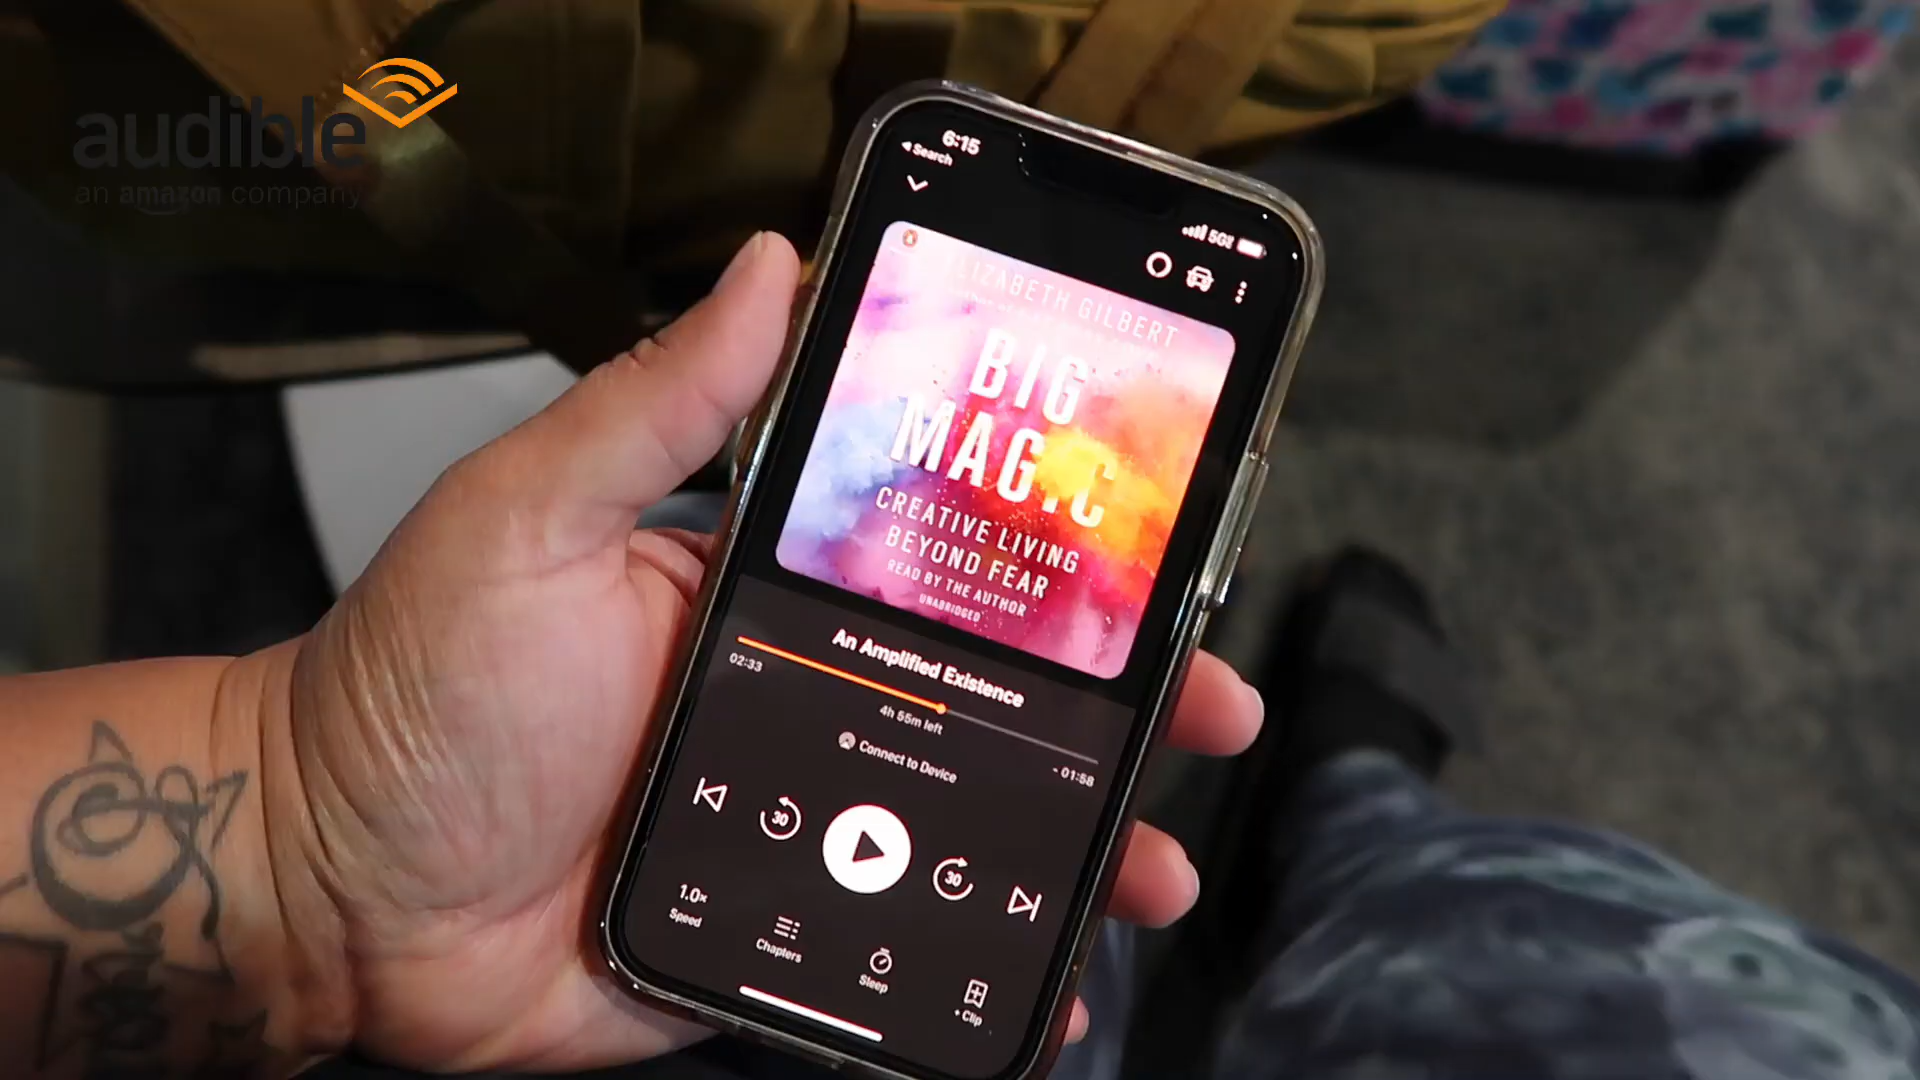 audible
an amazon company
6:15
Search
5G
ELIZABETH GILBERT
BIG
MAGIC
CREATIVE LIVING
BEYOND FEAR
READ BY THE AUTHOR
UNABRIDGED
An Amplified Existence
02:33
4h 55m left
- 01:58
Connect to Device
30
30
1.0x
Speed
Chapters
Sleep
+ Clip